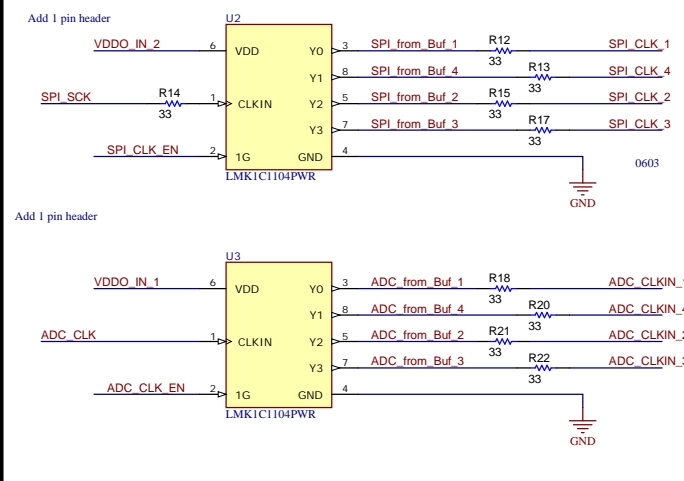 Add 1 pin header
U2
VDDO_IN_2 6 VDD Y0 3 SPI_from_Buf_1 R12 33 SPI_CLK_1
Y1 8 SPI_from_Buf_4 R13 33 SPI_CLK_4
SPI_SCK R14 33 1 CLKIN Y2 5 SPI_from_Buf_2 R15 33 SPI_CLK_2
Y3 7 SPI_from_Buf_3 R17 33 SPI_CLK_3
SPI_CLK_EN 2 1G GND 4
LMK1C1104PWR
0603
GND
Add 1 pin header
U3
VDDO_IN_1 6 VDD Y0 3 ADC_from_Buf_1 R18 33 ADC_CLKIN_1
Y1 8 ADC_from_Buf_4 R20 33 ADC_CLKIN_4
ADC_CLK 1 CLKIN Y2 5 ADC_from_Buf_2 R21 33 ADC_CLKIN_2
Y3 7 ADC_from_Buf_3 R22 33 ADC_CLKIN_3
ADC_CLK_EN 2 1G GND 4
LMK1C1104PWR
GND